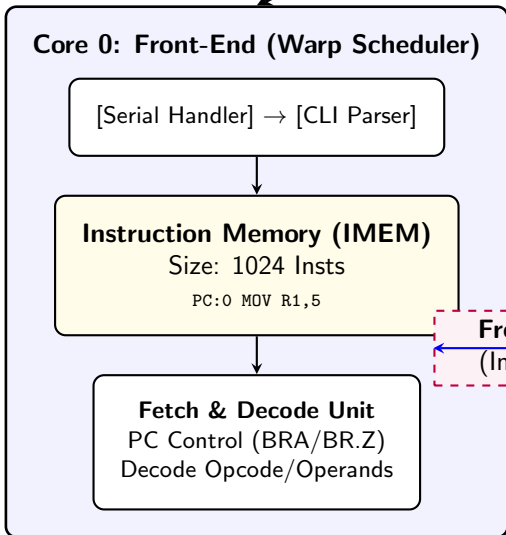 Core 0: Front-End (Warp Scheduler)
[Serial Handler] → [CLI Parser]
Instruction Memory (IMEM)
Size: 1024 Insts
PC:0 MOV R1,5
Fetch & Decode Unit
PC Control (BRA/BR.Z)
Decode Opcode/Operands